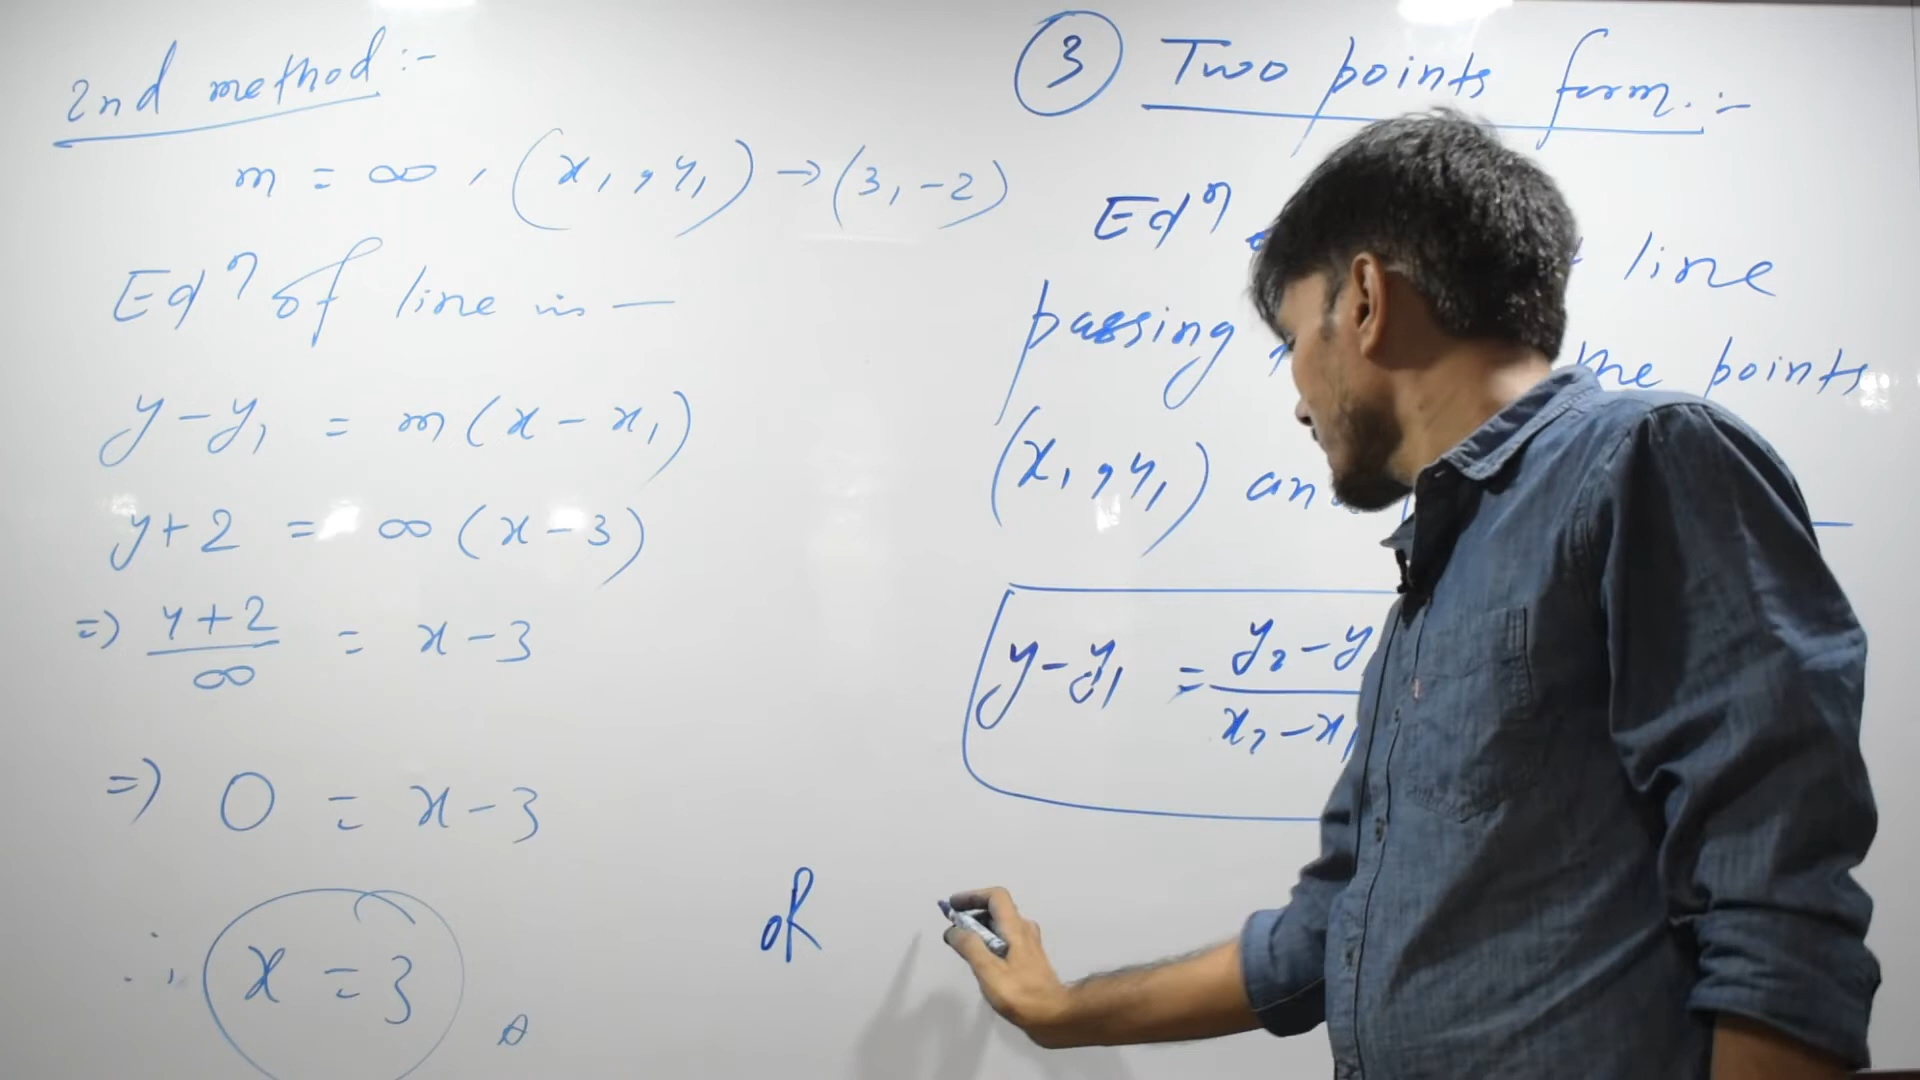 2nd method :-
m = ∞ , (x₁ , y₁) → (3, -2)
Eqⁿ of line is —
y - y₁ = m (x - x₁)
y + 2 = ∞ (x - 3)
=) y + 2 / ∞ = x - 3
=) 0 = x - 3
∴ x = 3
③ Two points form. :-
Eqⁿ line
passing the points
(x₁ , y₁) an
y - y₁ = y₂ - y / x₂ - x₁
OR